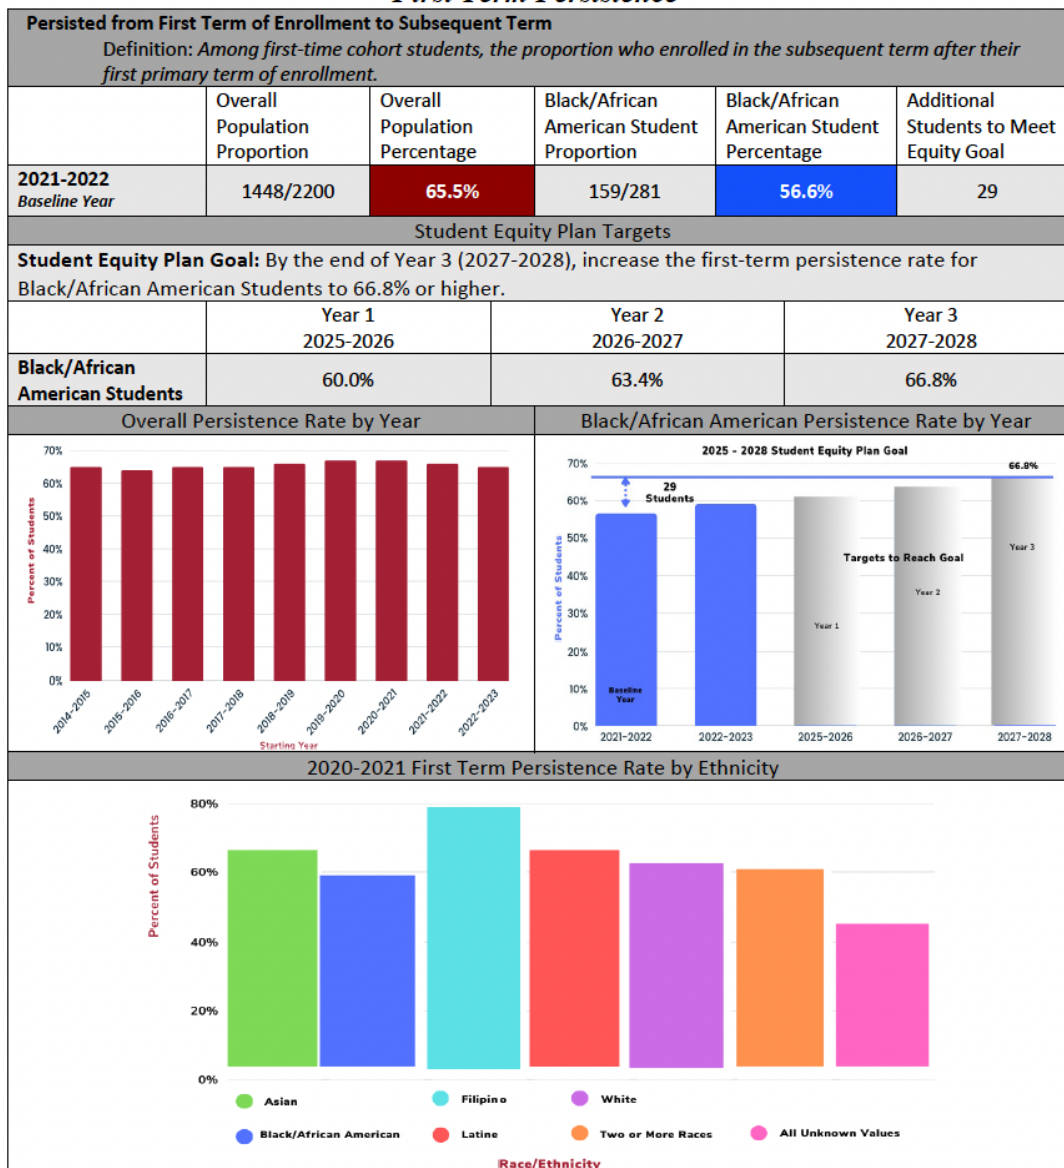 Persisted from First Term of Enrollment to Subsequent Term
Definition: Among first-time cohort students, the proportion who enrolled in the subsequent term after their
first primary term of enrollment.
Overall Population Proportion
Overall Population Percentage
Black/African American Student Proportion
Black/African American Student Percentage
Additional Students to Meet Equity Goal
2021-2022
Baseline Year
1448/2200
65.5%
159/281
56.6%
29
Student Equity Plan Targets
Student Equity Plan Goal: By the end of Year 3 (2027-2028), increase the first-term persistence rate for
Black/African American Students to 66.8% or higher.
Year 1
2025-2026
Year 2
2026-2027
Year 3
2027-2028
Black/African
American Students
60.0%
63.4%
66.8%
Overall Persistence Rate by Year
70%
60%
50%
40%
30%
20%
10%
0%
Percent of Students
2014-2015
2015-2016
2016-2017
2017-2018
2018-2019
2019-2020
2020-2021
2021-2022
2022-2023
Starting Year
Black/African American Persistence Rate by Year
2025 - 2028 Student Equity Plan Goal
70%
60%
50%
40%
30%
20%
10%
0%
Percent of Students
66.8%
29
Students
Targets to Reach Goal
Baseline
Year
Year 1
Year 2
Year 3
2021-2022
2022-2023
2025-2026
2026-2027
2027-2028
2020-2021 First Term Persistence Rate by Ethnicity
80%
60%
40%
20%
0%
Percent of Students
Asian
Filipino
White
Black/African American
Latine
Two or More Races
All Unknown Values
Race/Ethnicity